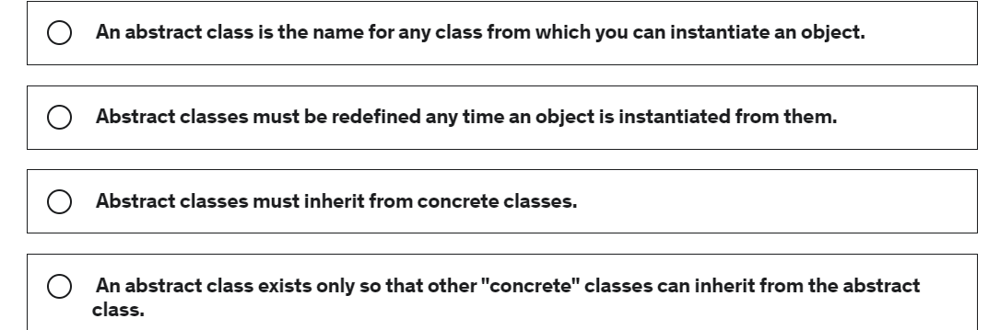 An abstract class is the name for any class from which you can instantiate an object.
Abstract classes must be redefined any time an object is instantiated from them.
Abstract classes must inherit from concrete classes.
An abstract class exists only so that other "concrete" classes can inherit from the abstract
class.